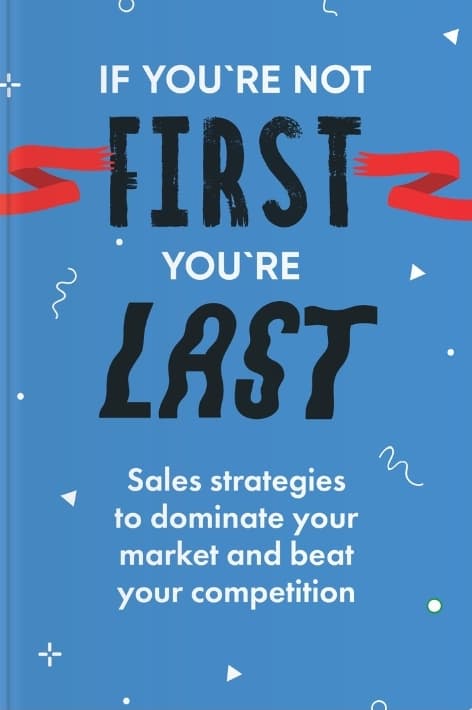 IF YOU`RE NOT
FIRST
YOU`RE
LAST
Sales strategies
to dominate your
market and beat
your competition